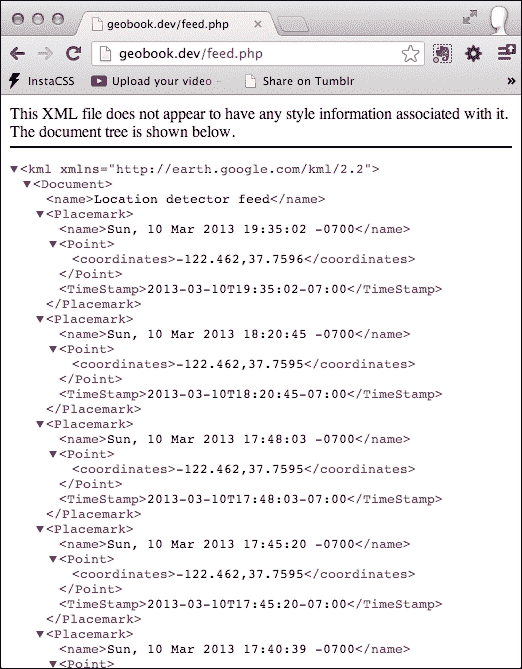 geobook.dev/feed.php
geobook.dev/feed.php
InstaCSS
Upload your video -
Share on Tumblr
»
This XML file does not appear to have any style information associated with it.
The document tree is shown below.
▼<kml xmlns="http://earth.google.com/kml/2.2">
▼<Document>
<name>Location detector feed</name>
▼<Placemark>
<name>Sun, 10 Mar 2013 19:35:02 -0700</name>
▼<Point>
<coordinates>-122.462,37.7596</coordinates>
</Point>
<TimeStamp>2013-03-10T19:35:02-07:00</TimeStamp>
</Placemark>
▼<Placemark>
<name>Sun, 10 Mar 2013 18:20:45 -0700</name>
▼<Point>
<coordinates>-122.462,37.7595</coordinates>
</Point>
<TimeStamp>2013-03-10T18:20:45-07:00</TimeStamp>
</Placemark>
▼<Placemark>
<name>Sun, 10 Mar 2013 17:48:03 -0700</name>
▼<Point>
<coordinates>-122.462,37.7595</coordinates>
</Point>
<TimeStamp>2013-03-10T17:48:03-07:00</TimeStamp>
</Placemark>
▼<Placemark>
<name>Sun, 10 Mar 2013 17:45:20 -0700</name>
▼<Point>
<coordinates>-122.462,37.7595</coordinates>
</Point>
<TimeStamp>2013-03-10T17:45:20-07:00</TimeStamp>
</Placemark>
▼<Placemark>
<name>Sun, 10 Mar 2013 17:40:39 -0700</name>
▼<Point>